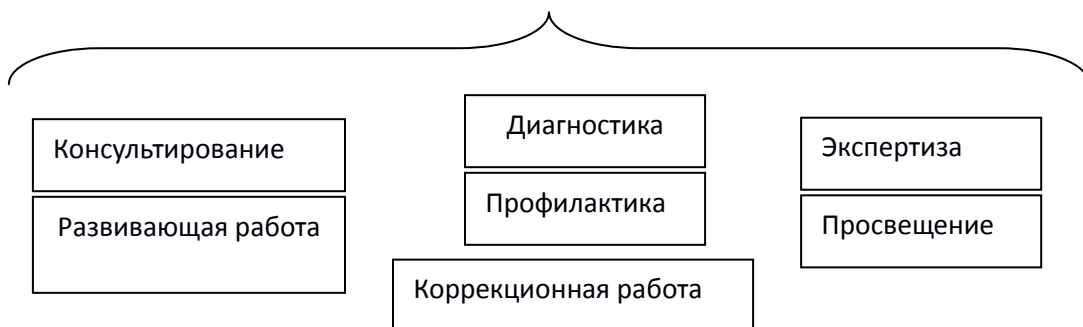 Консультирование
Развивающая работа
Диагностика
Профилактика
Коррекционная работа
Экспертиза
Просвещение